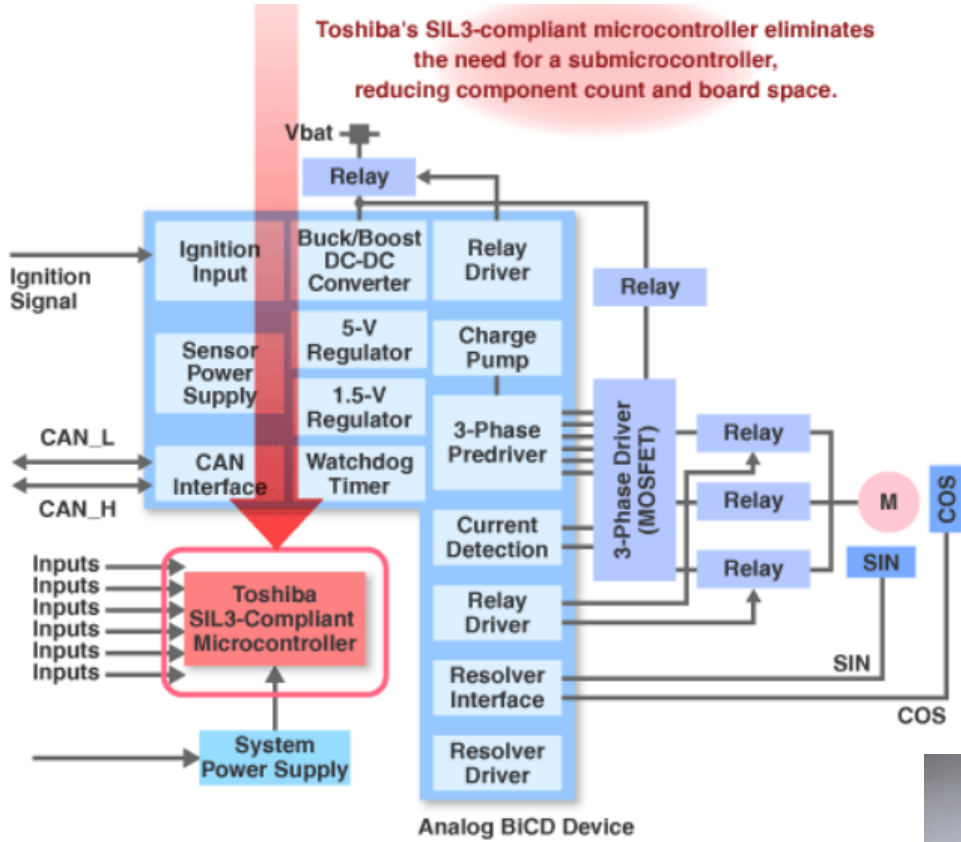 Toshiba's SIL3-compliant microcontroller eliminates
the need for a submicrocontroller,
reducing component count and board space.
Vbat
Relay
Ignition
Signal
Ignition
Input
Buck/Boost
DC-DC
Converter
Relay
Driver
Relay
Sensor
Power
Supply
5-V
Regulator
Charge
Pump
1.5-V
Regulator
3-Phase
Predriver
3-Phase Driver
(MOSFET)
Relay
CAN_L
CAN_H
CAN
Interface
Watchdog
Timer
Relay
M
COS
Current
Detection
Relay
SIN
Inputs
Inputs
Inputs
Inputs
Inputs
Inputs
Toshiba
SIL3-Compliant
Microcontroller
Relay
Driver
Resolver
Interface
SIN
COS
System
Power Supply
Resolver
Driver
Analog BiCD Device